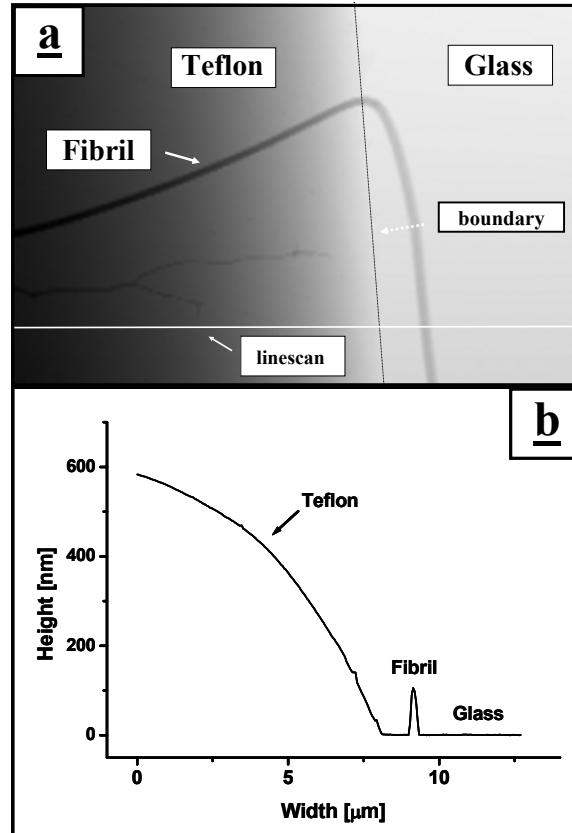 a
Teflon
Glass
Fibril
boundary
linescan
b
600
400
200
0
Height [nm]
Teflon
Fibril
Glass
0
5
10
Width [μm]